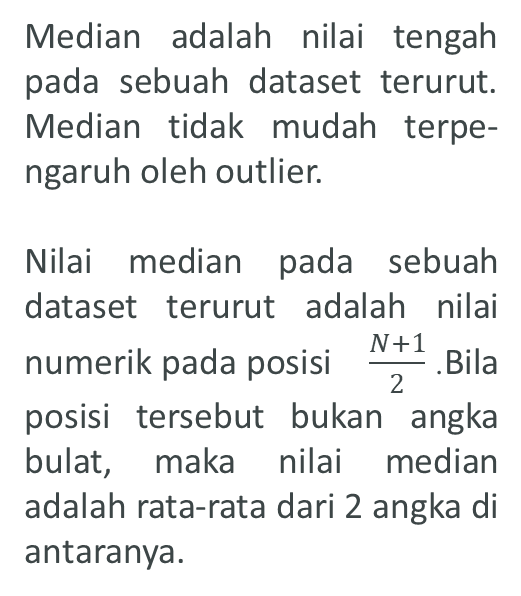 Median adalah nilai tengah
pada sebuah dataset terurut.
Median tidak mudah terpe-
ngaruh oleh outlier.

Nilai median pada sebuah
dataset terurut adalah nilai
numerik pada posisi (N+1)/2 .Bila
posisi tersebut bukan angka
bulat, maka nilai median
adalah rata-rata dari 2 angka di
antaranya.